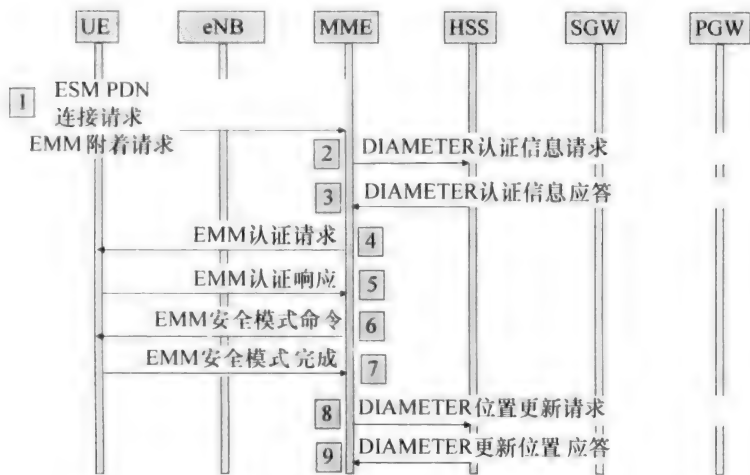 UE eNB MME HSS SGW PGW
1 ESM PDN
连接请求
EMM 附着请求
2 DIAMETER认证信息请求
3 DIAMETER认证信息应答
EMM认证请求 4
EMM认证响应 5
EMM安全模式命令 6
EMM安全模式 完成 7
8 DIAMETER位置更新请求
9 DIAMETER更新位置 应答